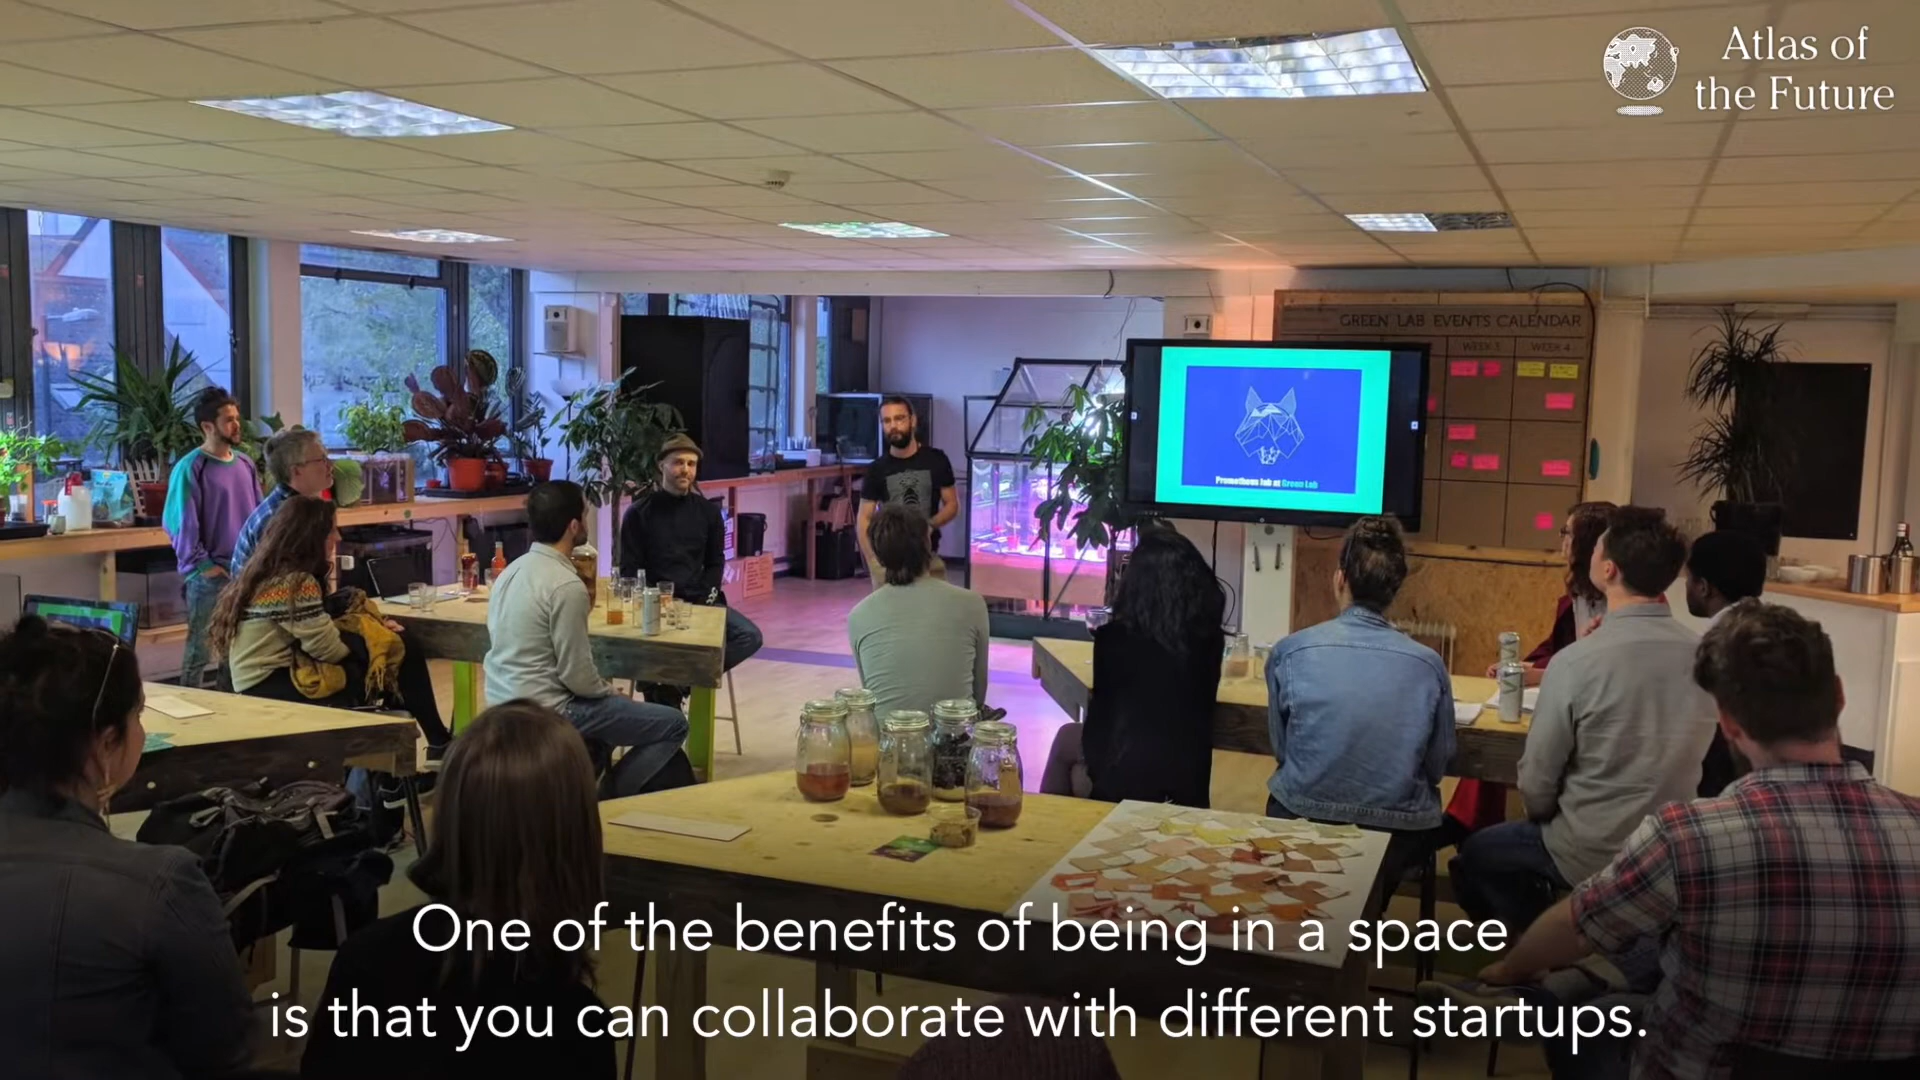 Atlas of
the Future
GREEN LAB EVENTS CALENDAR
WEEK 3
WEEK 4
Prometheus lab at Green Lab
One of the benefits of being in a space
is that you can collaborate with different startups.